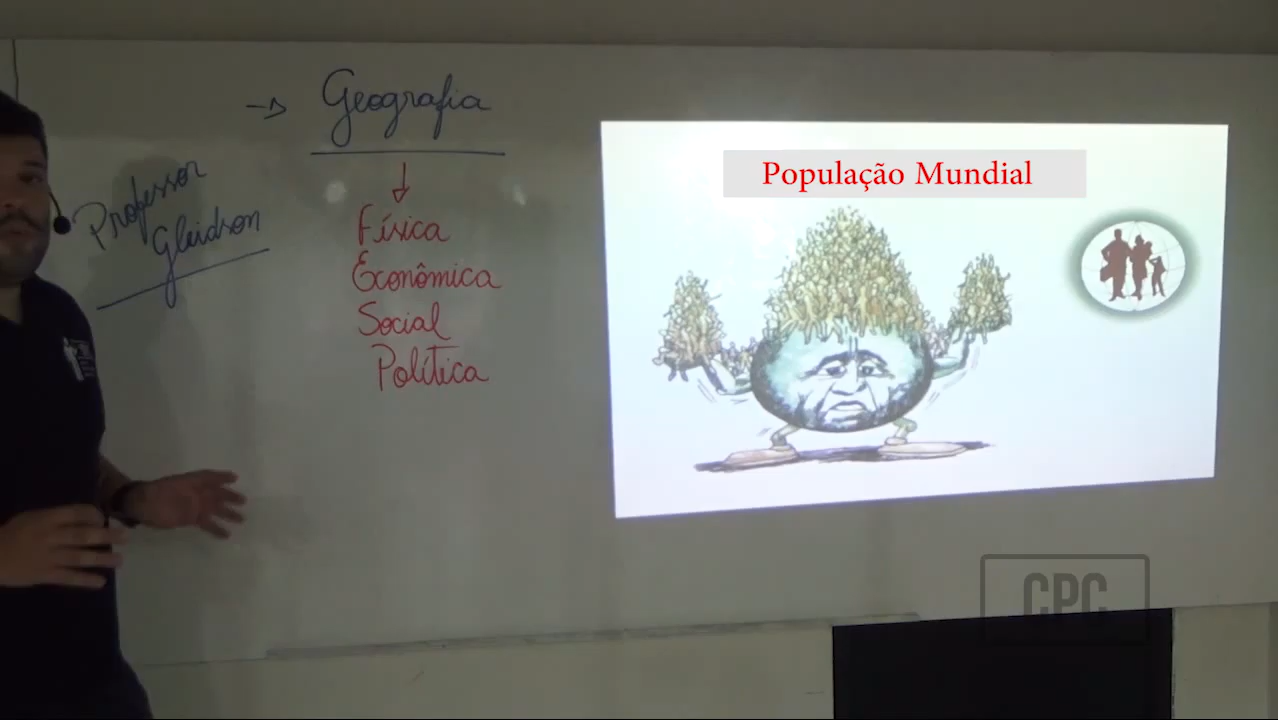 → Geografia
Professor
Gleidson
Física
Econômica
Social
Política
População Mundial
CPC